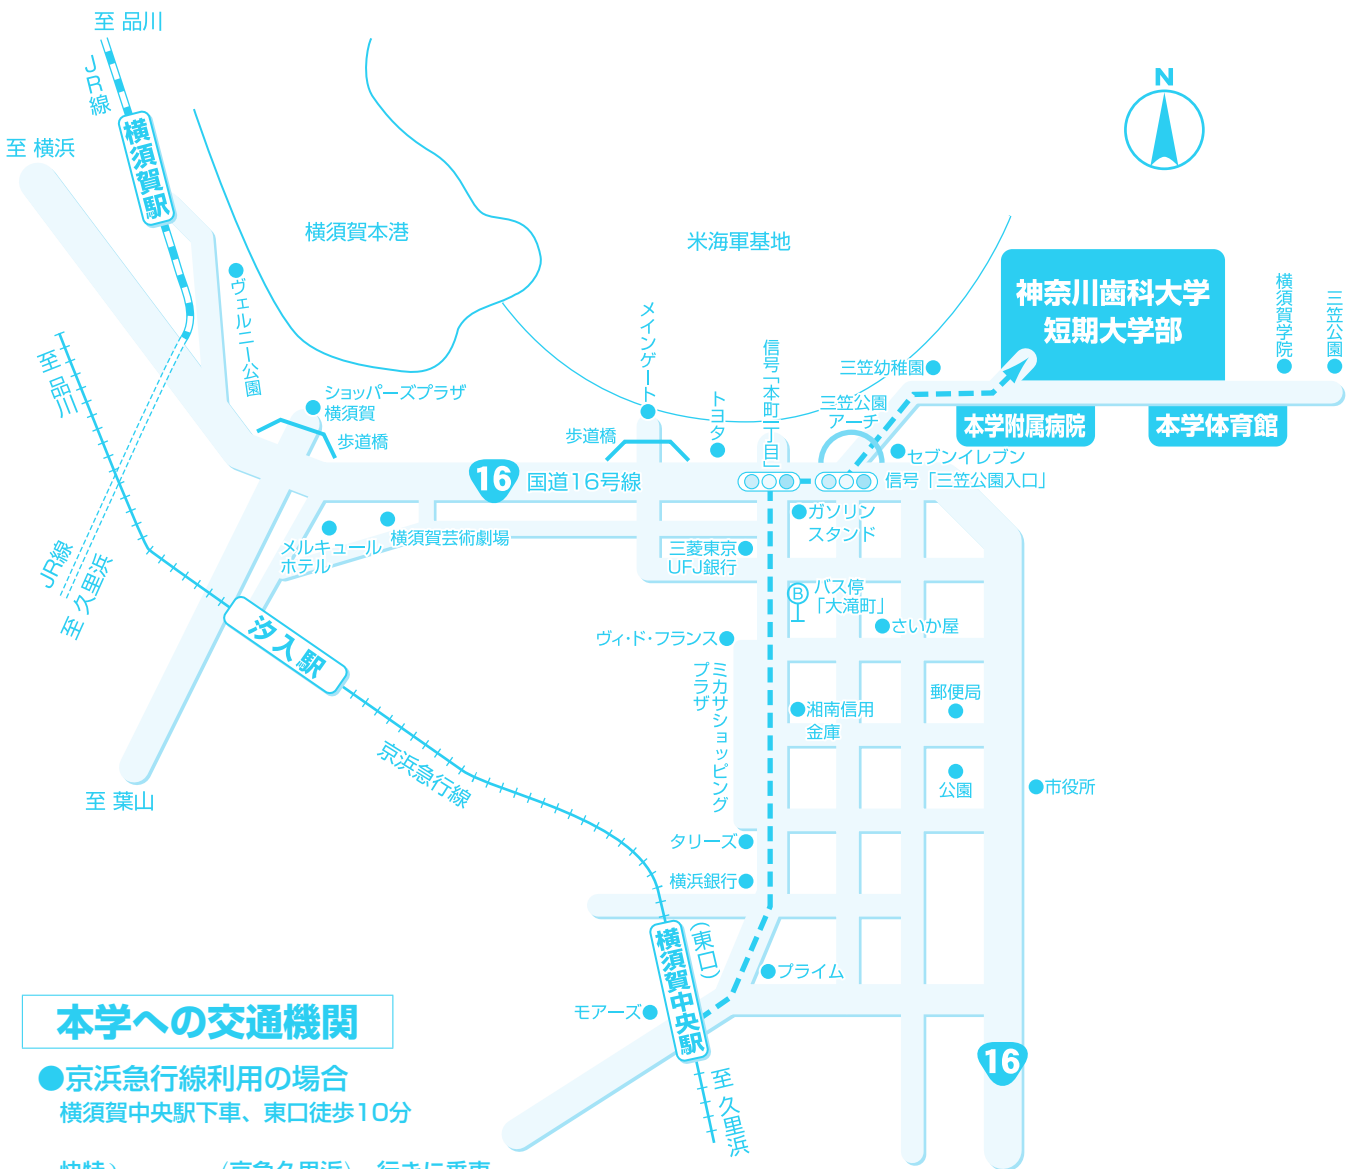 至 品川
JR線
横須賀駅
至 横浜
N
横須賀本港
米海軍基地
神奈川歯科大学
短期大学部
横須賀学院
三笠公園
ヴェルニー公園
メインゲート
信号「本町一丁目」
三笠幼稚園
至 品川
ショッパーズプラザ
横須賀
歩道橋
歩道橋
トヨタ
三笠公園
アーチ
本学附属病院
本学体育館
セブンイレブン
信号「三笠公園入口」
16
国道16号線
ガソリン
スタンド
横須賀芸術劇場
メルキュール
ホテル
三菱東京
UFJ銀行
JR線
至 久里浜
B
バス停
「大滝町」
さいか屋
汐入駅
ヴィ・ド・フランス
ミカサショッピング
プラザ
湘南信用
金庫
郵便局
京浜急行線
公園
市役所
至 葉山
タリーズ
横浜銀行
横須賀中央駅
(東口)
プライム
モアーズ
16
至 久里浜
本学への交通機関
●京浜急行線利用の場合
横須賀中央駅下車、東口徒歩10分